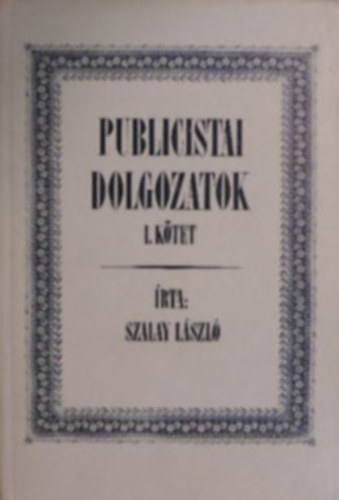 PUBLICISTAI
DOLGOZATOK
I. KÖTET
ÍRTA:
SZALAY LÁSZLÓ